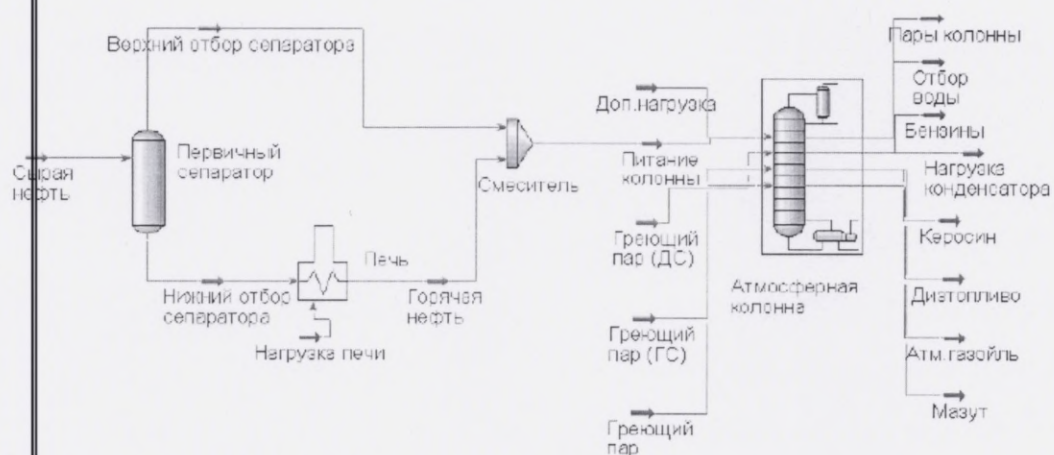 Верхний отбор сепаратора
Сырая
нефть
Первичный
сепаратор
Нижний отбор
сепаратора
Печь
Нагрузка печи
Горячая
нефть
Смеситель
Доп.нагрузка
Питание
колонны
Греющий
пар (ДС)
Греющий
пар (ГС)
Греющий
пар
Атмосферная
колонна
Пары колонны
Отбор
воды
Бензины
Нагрузка
конденсатора
Керосин
Дизтопливо
Атм.газойль
Мазут